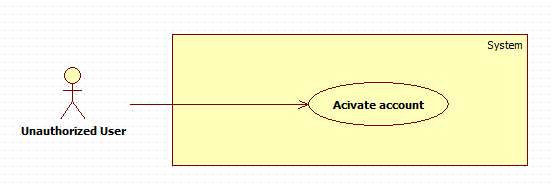 System
Acivate account
Unauthorized User